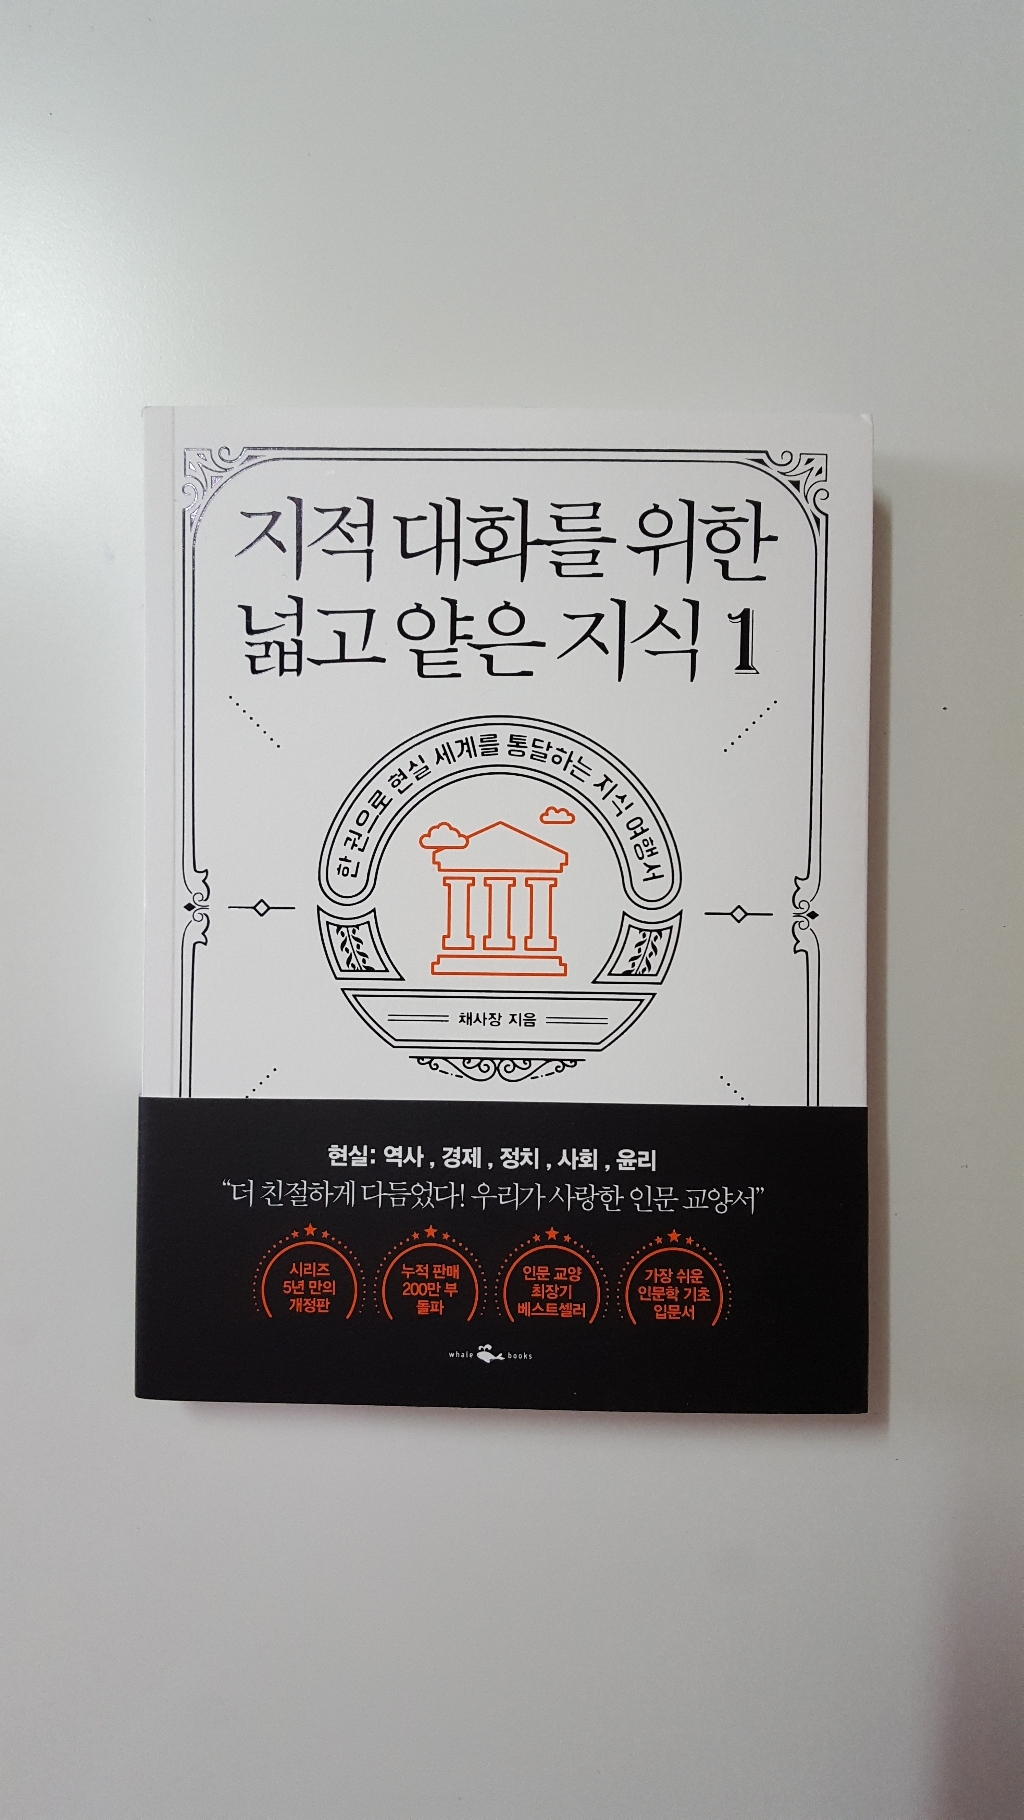 지적 대화를 위한
넓고 얕은 지식 1
한 권으로 현실 세계를 통달하는 지식 여행서
채사장 지음
현실: 역사 , 경제 , 정치 , 사회 , 윤리
“더 친절하게 다듬었다! 우리가 사랑한 인문 교양서”
시리즈
5년 만의
개정판
누적 판매
200만 부
돌파
인문 교양
최장기
베스트셀러
가장 쉬운
인문학 기초
입문서
whale books